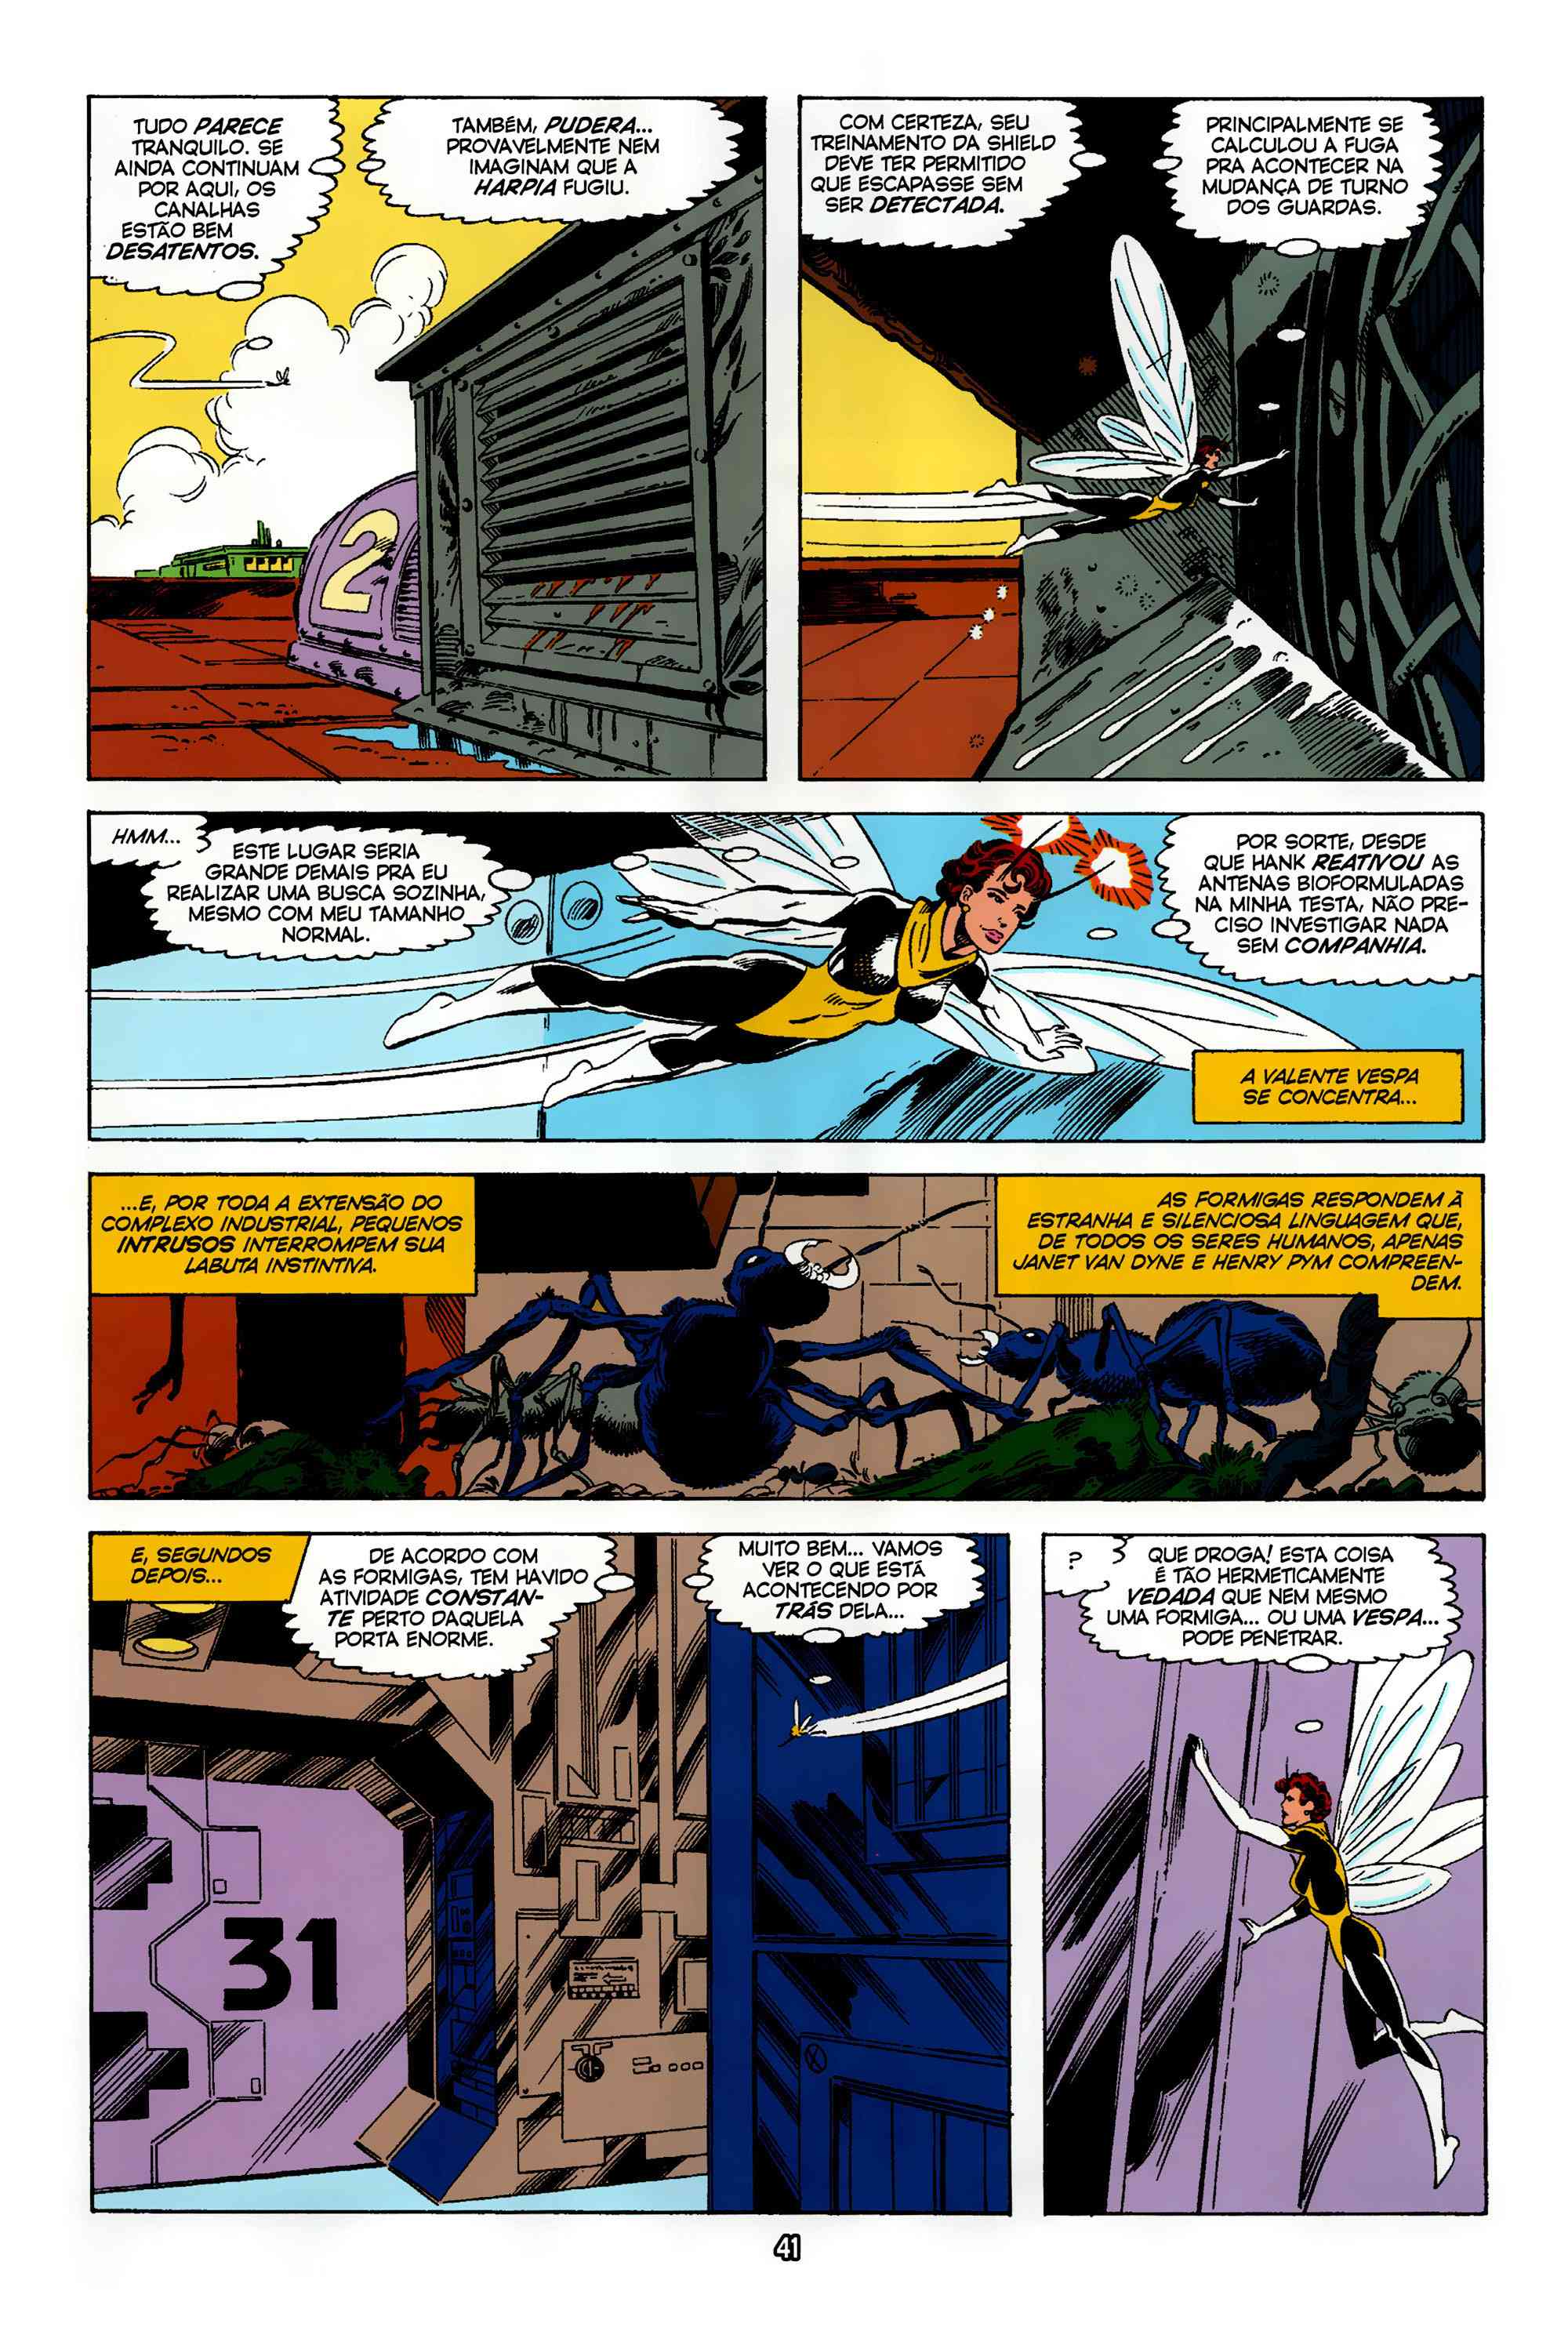 TUDO PARECE
TRANQUILO. SE
AINDA CONTINUAM
POR AQUI, OS
CANALHAS
ESTÃO BEM
DESATENTOS.
TAMBÉM, PUDERA...
PROVAVELMENTE NEM
IMAGINAM QUE A
HARPIA FUGIU.
2
COM CERTEZA, SEU
TREINAMENTO DA SHIELD
DEVE TER PERMITIDO
QUE ESCAPASSE SEM
SER DETECTADA.
PRINCIPALMENTE SE
CALCULOU A FUGA
PRA ACONTECER NA
MUDANÇA DE TURNO
DOS GUARDAS.
HMM...
ESTE LUGAR SERIA
GRANDE DEMAIS PRA EU
REALIZAR UMA BUSCA SOZINHA,
MESMO COM MEU TAMANHO
NORMAL.
POR SORTE, DESDE
QUE HANK REATIVOU AS
ANTENAS BIOFORMULADAS
NA MINHA TESTA, NÃO PRE-
CISO INVESTIGAR NADA
SEM COMPANHIA.
A VALENTE VESPA
SE CONCENTRA...
...E, POR TODA A EXTENSÃO DO
COMPLEXO INDUSTRIAL, PEQUENOS
INTRUSOS INTERROMPEM SUA
LABUTA INSTINTIVA.
AS FORMIGAS RESPONDEM À
ESTRANHA E SILENCIOSA LINGUAGEM QUE,
DE TODOS OS SERES HUMANOS, APENAS
JANET VAN DYNE E HENRY PYM COMPREEN-
DEM.
E, SEGUNDOS
DEPOIS...
DE ACORDO COM
AS FORMIGAS, TEM HAVIDO
ATIVIDADE CONSTAN-
TE PERTO DAQUELA
PORTA ENORME.
MUITO BEM... VAMOS
VER O QUE ESTÁ
ACONTECENDO POR
TRÁS DELA...
31
?
QUE DROGA! ESTA COISA
É TÃO HERMETICAMENTE
VEDADA QUE NEM MESMO
UMA FORMIGA... OU UMA VESPA...
PODE PENETRAR.
41